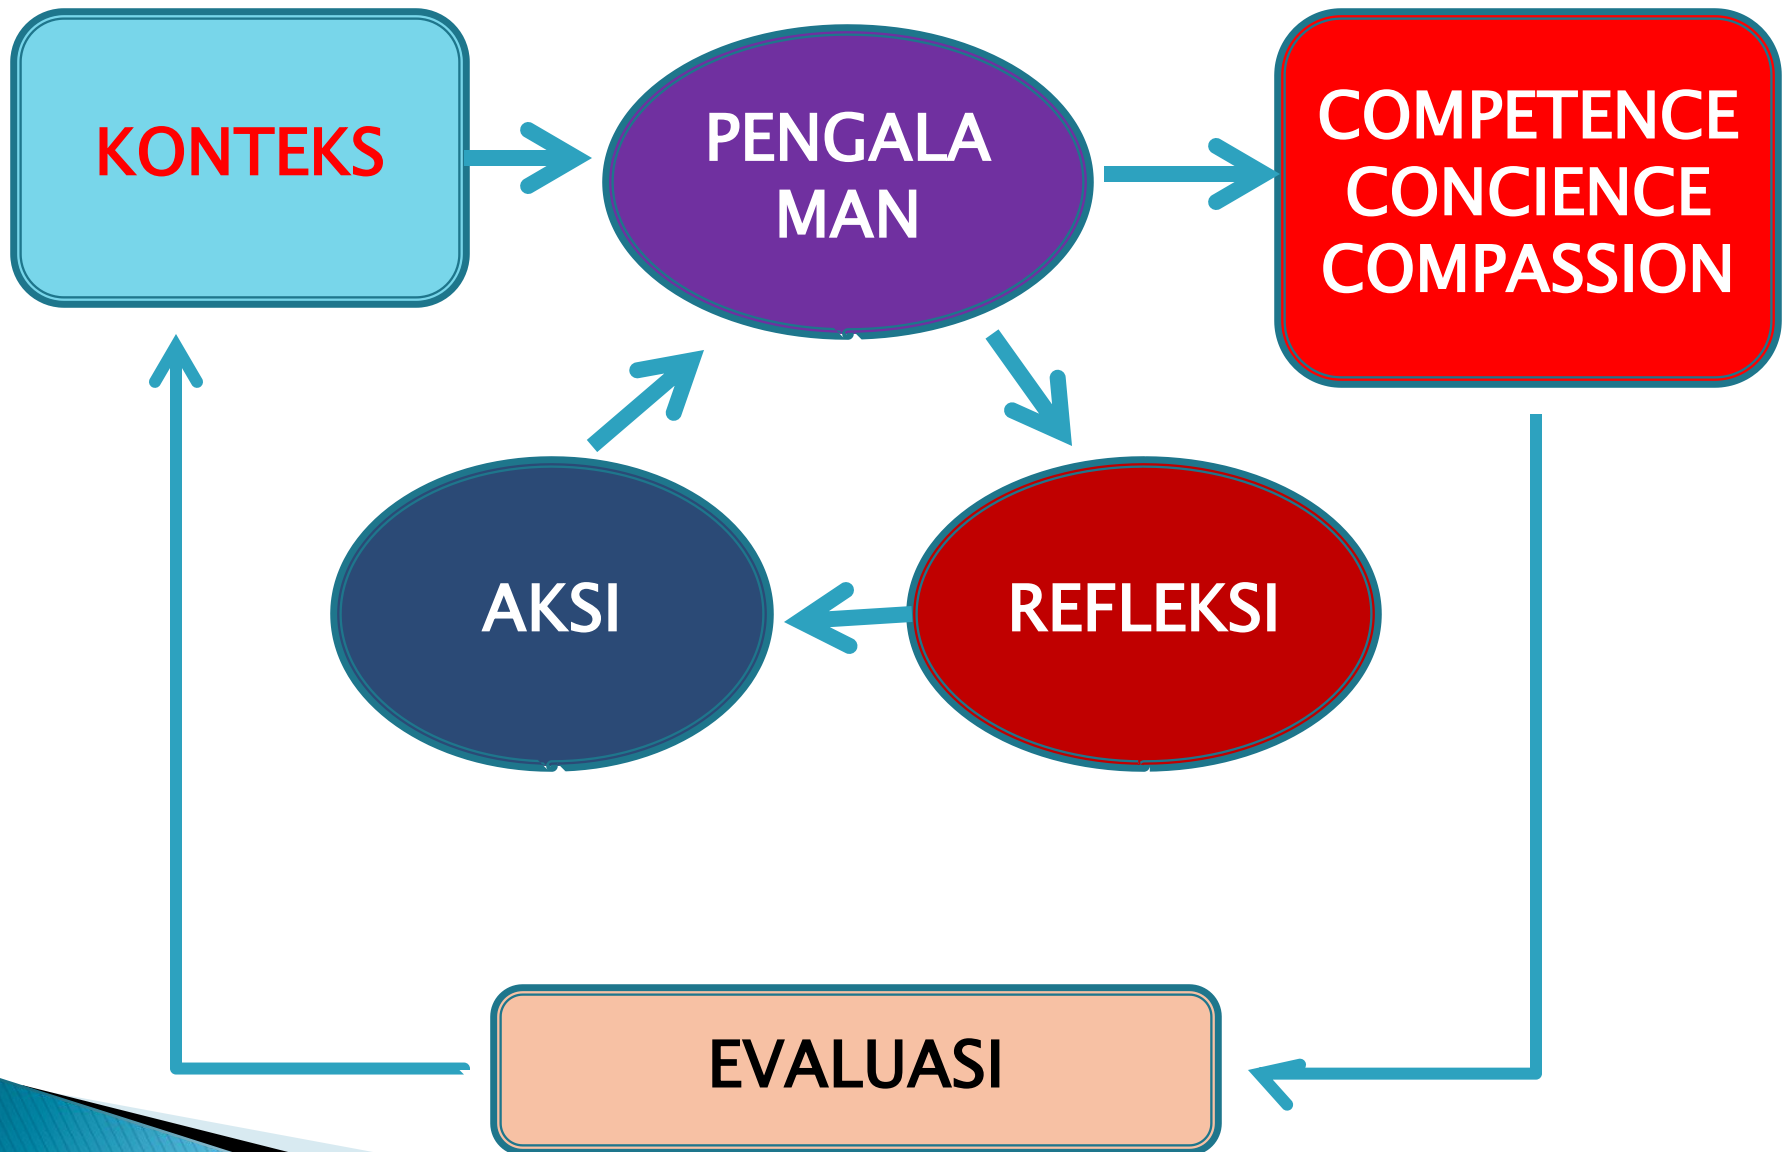 KONTEKS
PENGALA
MAN
COMPETENCE
CONCIENCE
COMPASSION
AKSI
REFLEKSI
EVALUASI